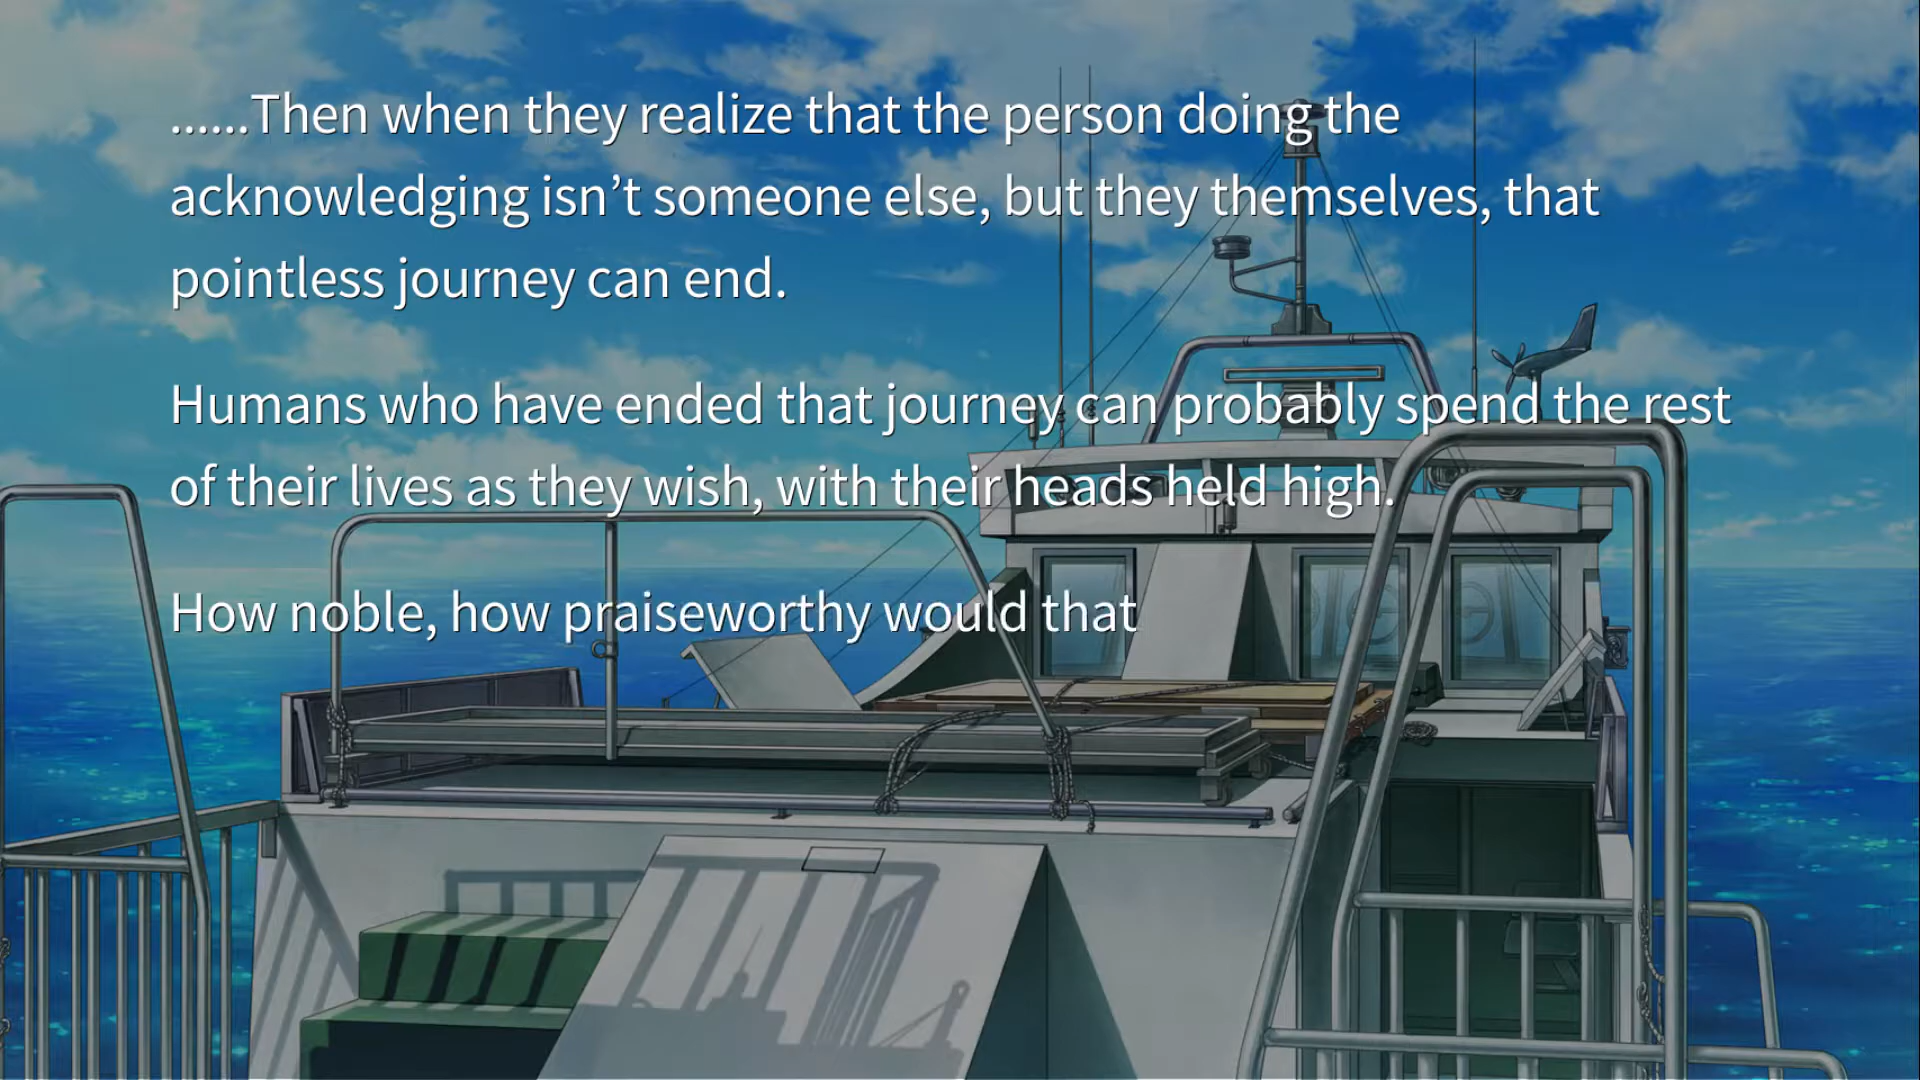 ......Then when they realize that the person doing the
acknowledging isn’t someone else, but they themselves, that
pointless journey can end.
Humans who have ended that journey can probably spend the rest
of their lives as they wish, with their heads held high.
How noble, how praiseworthy would that